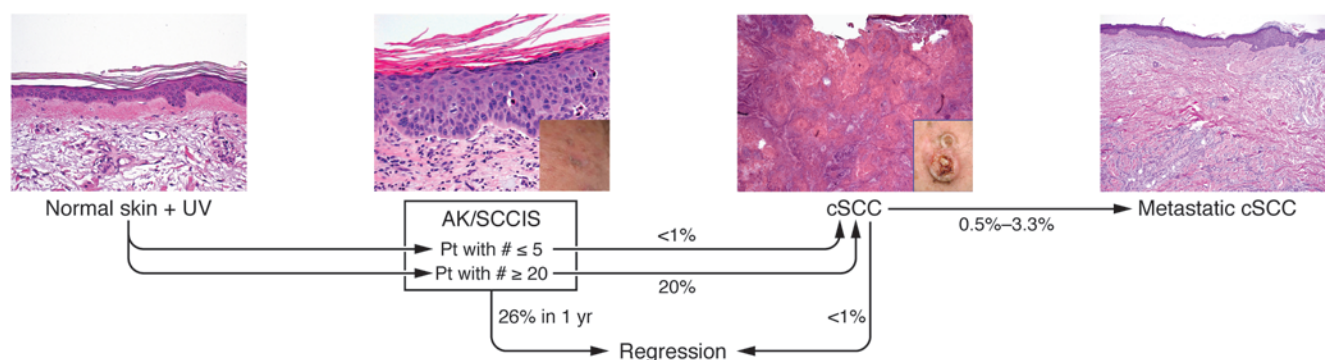 Normal skin + UV
AK/SCCIS
Pt with # ≤ 5
Pt with # ≥ 20
<1%
20%
cSCC
0.5%–3.3%
Metastatic cSCC
26% in 1 yr
<1%
Regression